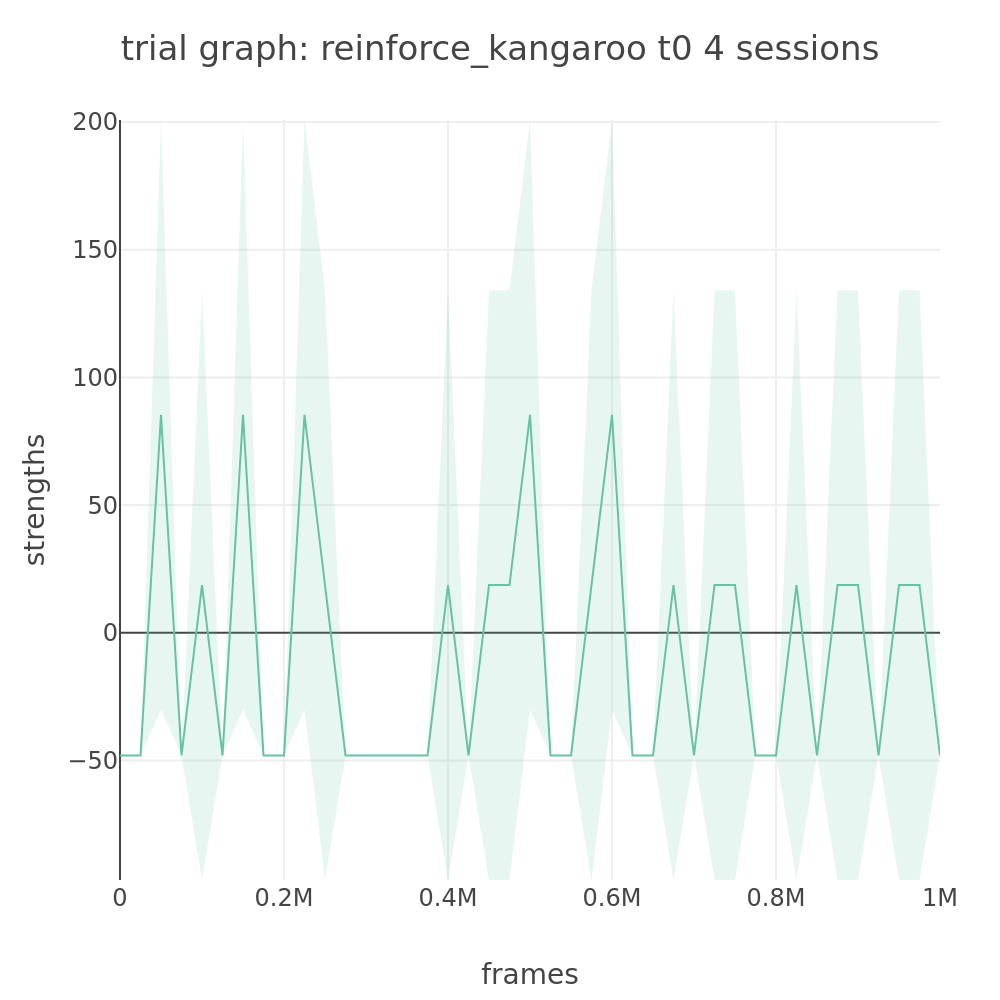 trial graph: reinforce_kangaroo t0 4 sessions
200
150
100
50
0
−50
strengths
0
0.2M
0.4M
0.6M
0.8M
1M
frames